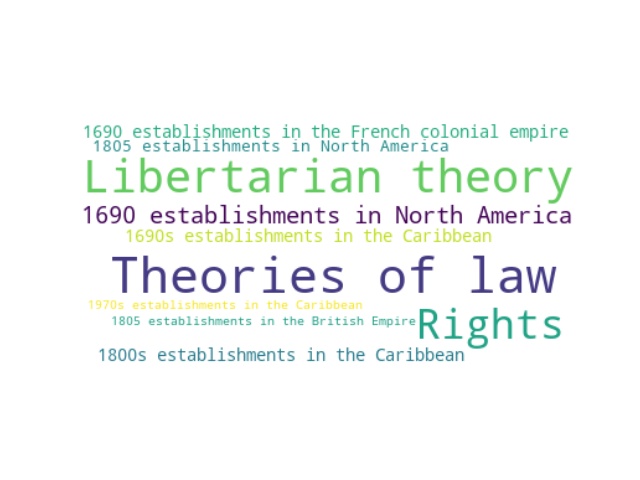 1690 establishments in the French colonial empire
1805 establishments in North America
Libertarian theory
1690 establishments in North America
1690s establishments in the Caribbean
Theories of law
1970s establishments in the Caribbean
1805 establishments in the British Empire
Rights
1800s establishments in the Caribbean